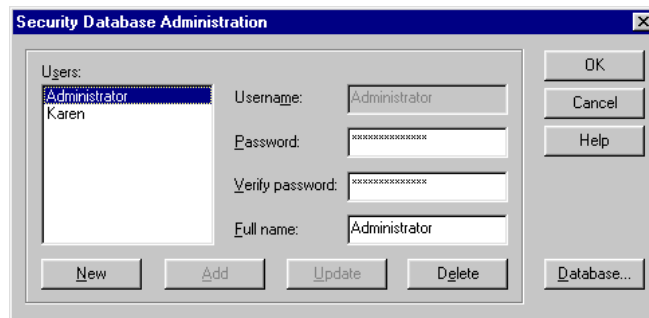 Security Database Administration
Users:
Administrator
Karen
Username: Administrator
Password: **************
Verify password: **************
Full name: Administrator
New Add Update Delete
OK
Cancel
Help
Database...